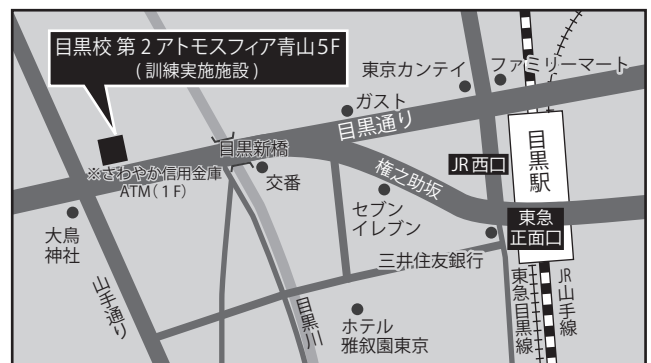 目黒校 第2アトモスフィア青山5F
(訓練実施施設)
東京カンテイ
ファミリーマート
ガスト
目黒通り
目黒駅
目黒新橋
JR西口
権之助坂
※さわやか信用金庫
ATM(1F)
交番
セブン
イレブン
東急
正面口
大鳥
神社
三井住友銀行
山手通り
目黒川
ホテル
雅叙園東京
東急目黒線
JR山手線